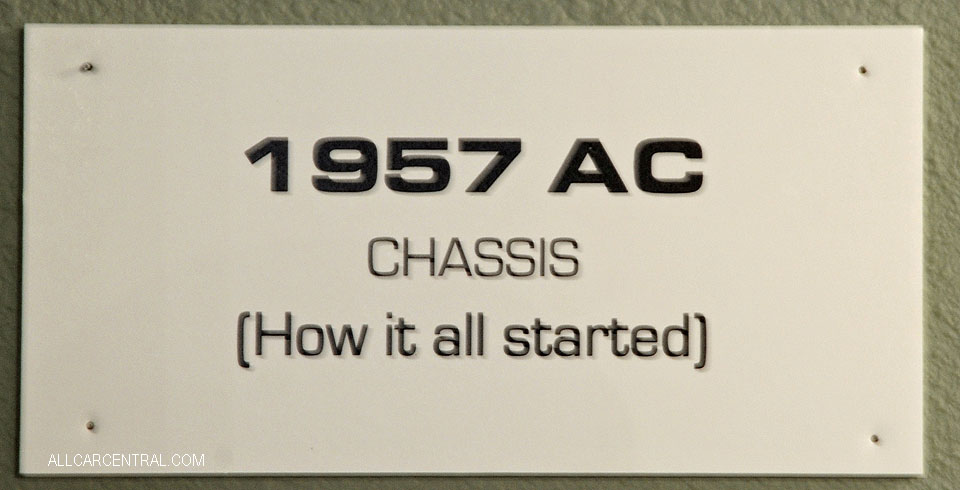 1957 AC
CHASSIS
(How it all started)
ALLCARCENTRAL.COM